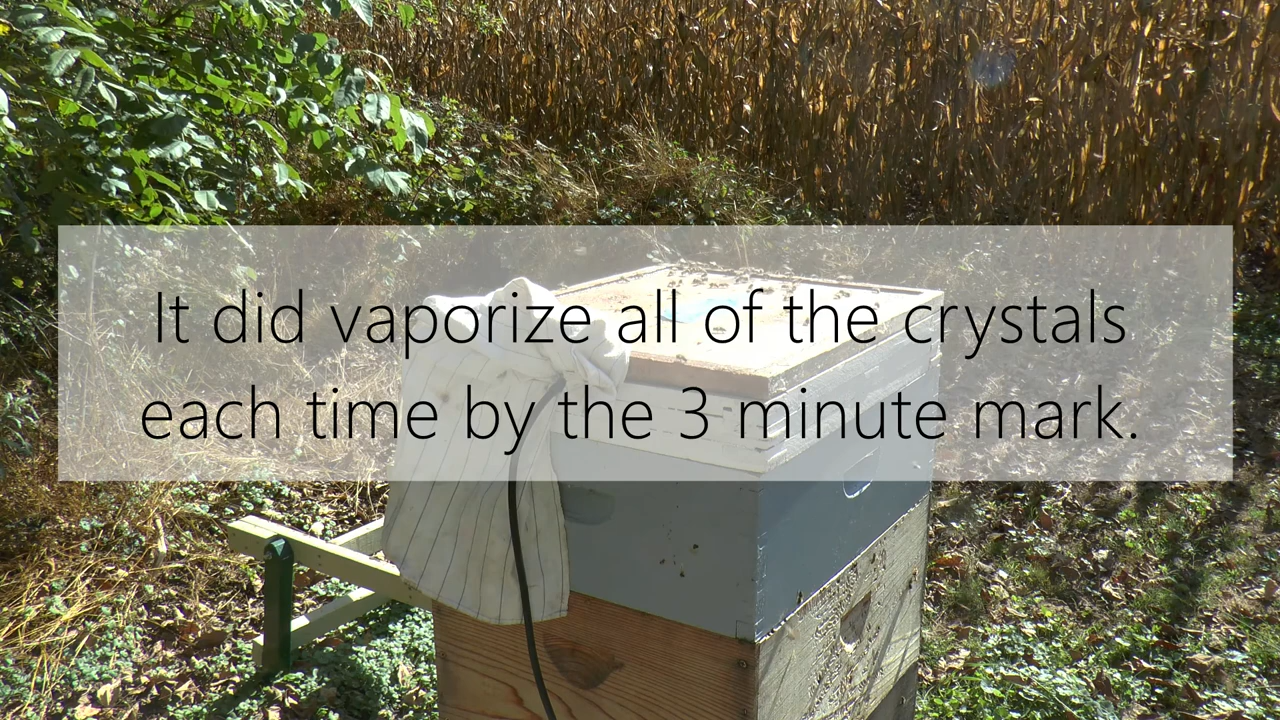 It did vaporize all of the crystals
each time by the 3 minute mark.